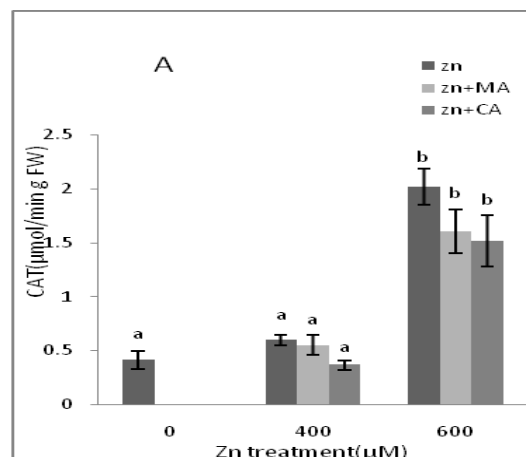 A
zn
zn+MA
zn+CA
CAT(µmol/min g FW)
2.5
2
1.5
1
0.5
0
a
a a a
b b b
0 400 600
Zn treatment(µM)